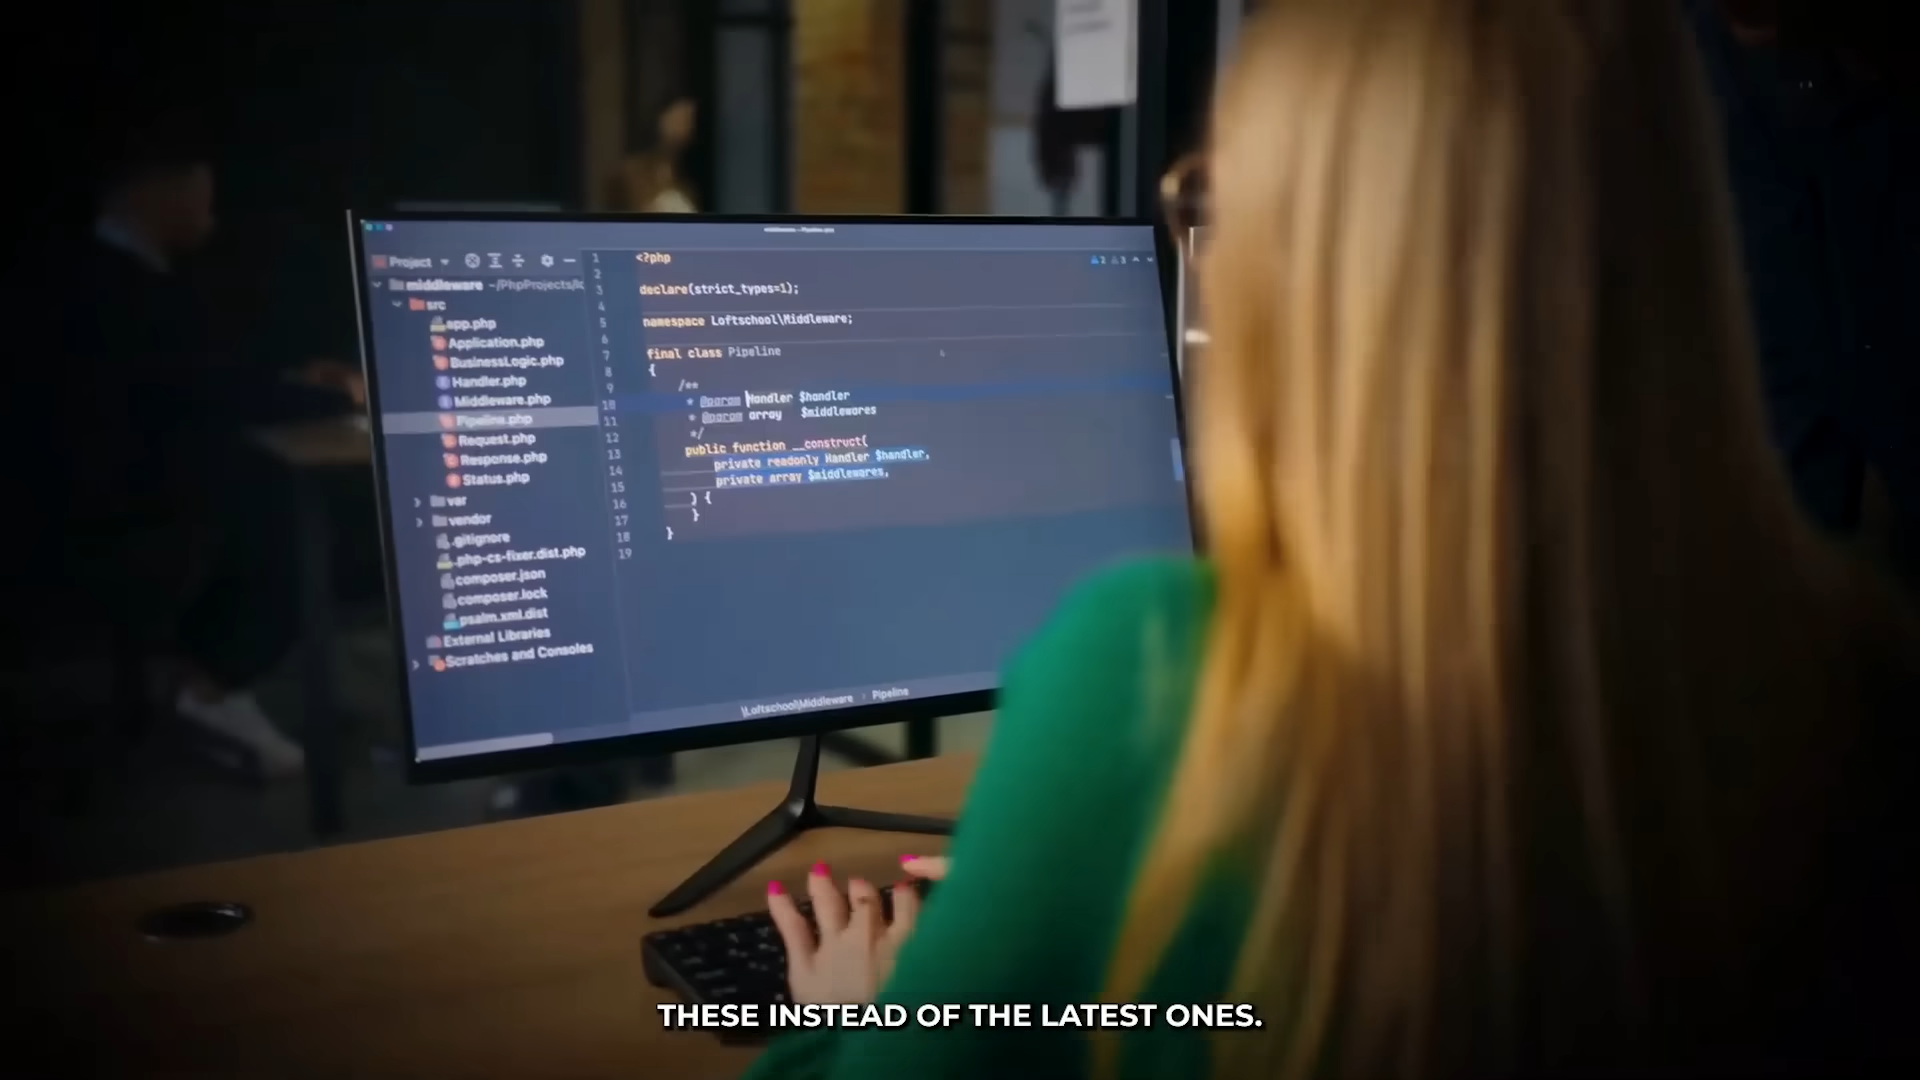 middleware – Pipeline.php
Project
middleware ~/PhpProjects/lo
src
app.php
Application.php
BusinessLogic.php
Handler.php
Middleware.php
Pipeline.php
Request.php
Response.php
Status.php
var
vendor
.gitignore
.php-cs-fixer.dist.php
composer.json
composer.lock
psalm.xml.dist
External Libraries
Scratches and Consoles
1 <?php
2
3 declare(strict_types=1);
4
5 namespace Loftschool\Middleware;
6
7 final class Pipeline
8 {
9 /**
10 * @param Handler $handler
11 * @param array $middlewares
12 */
13 public function __construct(
14 private readonly Handler $handler,
15 private array $middlewares,
16 ) {
17 }
18 }
19
\Loftschool\Middleware › Pipeline
THESE INSTEAD OF THE LATEST ONES.